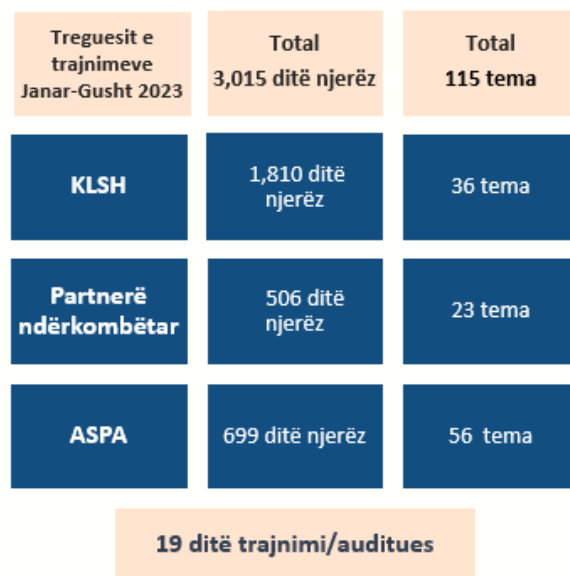 Treguesit e
trajnimeve
Janar-Gusht 2023
Total
3,015 ditë njerëz
Total
115 tema
KLSH
1,810 ditë
njerëz
36 tema
Partnerë
ndërkombëtar
506 ditë
njerëz
23 tema
ASPA
699 ditë njerëz
56 tema
19 ditë trajnimi/auditues